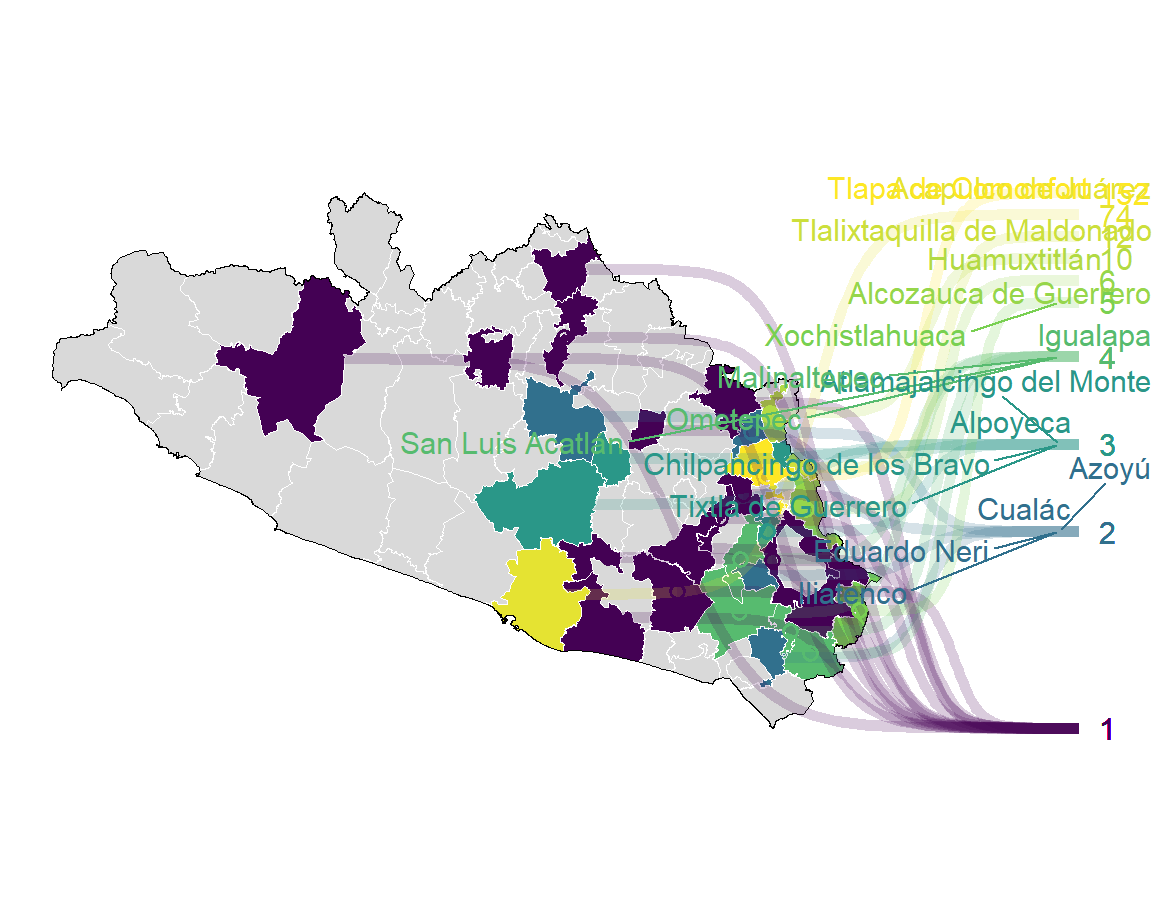 Tlapa de Comonfort
Acapulco de Juárez
152
74
Tlalixtaquilla de Maldonado
12
Huamuxtitlán
10
6
Alcozauca de Guerrero
5
Xochistlahuaca
Igualapa
4
Malinaltepec
Atlamajalcingo del Monte
Ometepec
Alpoyeca
San Luis Acatlán
3
Chilpancingo de los Bravo
Azoyú
Tixtla de Guerrero
Cualác
2
Eduardo Neri
Iliatenco
1